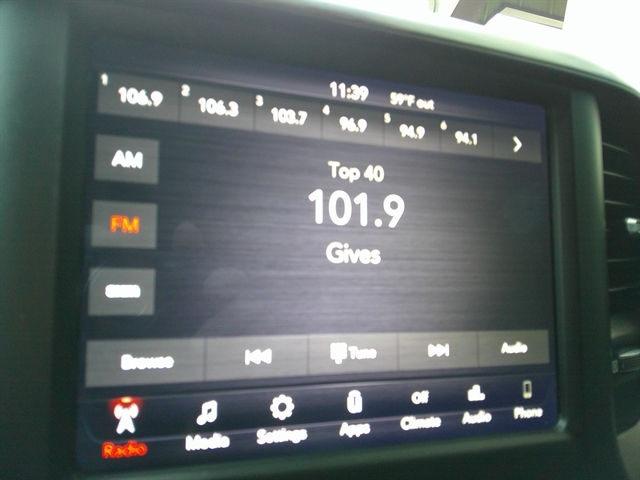 11:39 59°F out
1 106.9 2 106.3 3 103.7 4 96.9 5 94.9 6 94.1
AM
Top 40
FM
101.9
Gives
Browse Tune Audio
Radio Media Settings Apps Off Climate Audio Phone